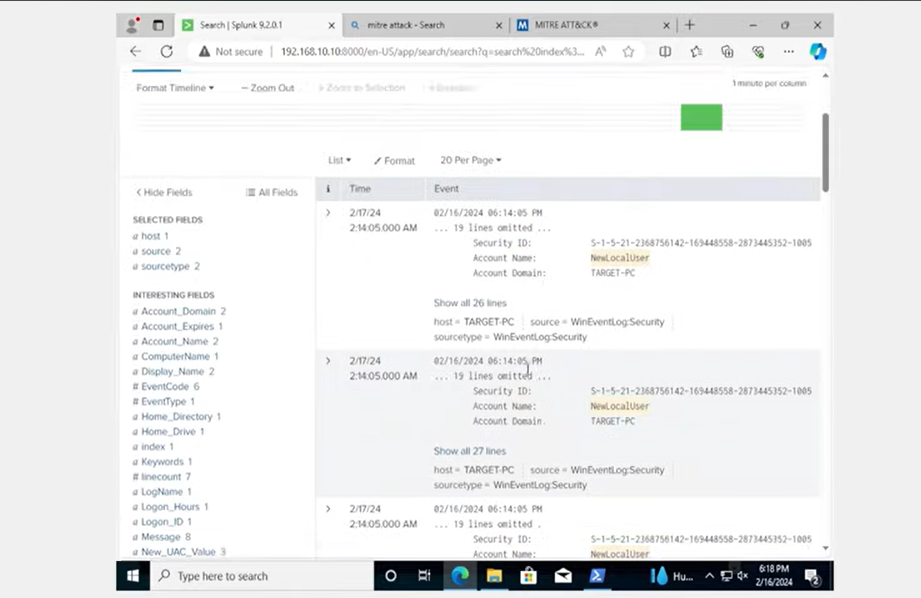 Search | Splunk 9.2.0.1
mitre attack - Search
MITRE ATT&CK®
Not secure
192.168.10.10:8000/en-US/app/search/search?q=search%20index%3...
Format Timeline
– Zoom Out
+ Zoom to Selection
1 minute per column
List
Format
20 Per Page
< Hide Fields
All Fields
i Time Event
SELECTED FIELDS
a host 1
a source 2
a sourcetype 2
INTERESTING FIELDS
a Account_Domain 2
a Account_Expires 1
a Account_Name 2
a ComputerName 1
a Display_Name 2
# EventCode 6
# EventType 1
a Home_Directory 1
a Home_Drive 1
a index 1
a Keywords 1
# linecount 7
a LogName 1
a Logon_Hours 1
a Logon_ID 1
a Message 8
a New_UAC_Value 3
2/17/24
2:14:05.000 AM
02/16/2024 06:14:05 PM
... 19 lines omitted ...
Security ID: S-1-5-21-2368756142-169448558-2873445352-1005
Account Name: NewLocalUser
Account Domain: TARGET-PC
Show all 26 lines
host = TARGET-PC source = WinEventLog:Security
sourcetype = WinEventLog:Security
2/17/24
2:14:05.000 AM
02/16/2024 06:14:05 PM
... 19 lines omitted ...
Security ID: S-1-5-21-2368756142-169448558-2873445352-1005
Account Name: NewLocalUser
Account Domain. TARGET-PC
Show all 27 lines
host = TARGET-PC source = WinEventLog:Security
sourcetype = WinEventLog:Security
2/17/24
2:14:05.000 AM
02/16/2024 06:14:05 PM
... 19 lines omitted .
Security ID: S-1-5-21-2368756142-169448558-2873445352-1005
Account Name: NewLocalUser
Type here to search
Hu...
6:18 PM
2/16/2024
2